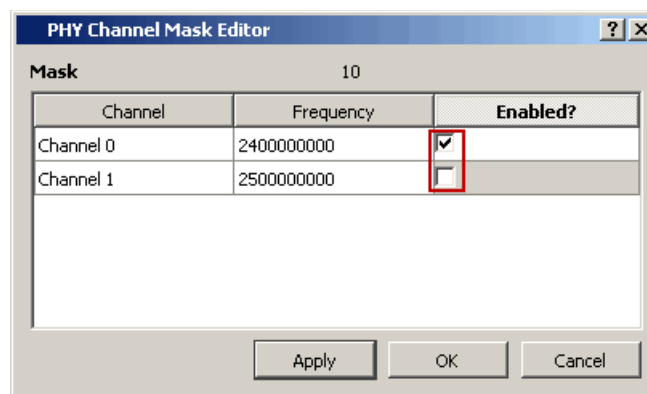 PHY Channel Mask Editor
Mask 10
Channel Frequency Enabled?
Channel 0 2400000000
Channel 1 2500000000
Apply OK Cancel